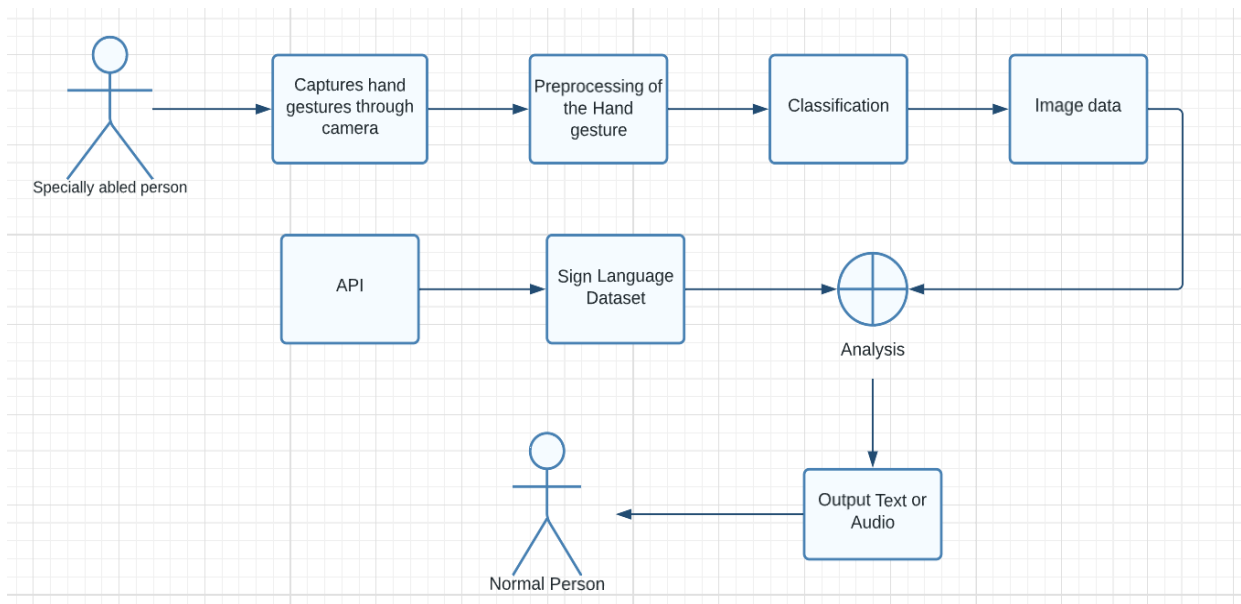 Captures hand
gestures through
camera
Preprocessing of
the Hand
gesture
Classification
Image data
Specially abled person
API
Sign Language
Dataset
Analysis
Output Text or
Audio
Normal Person